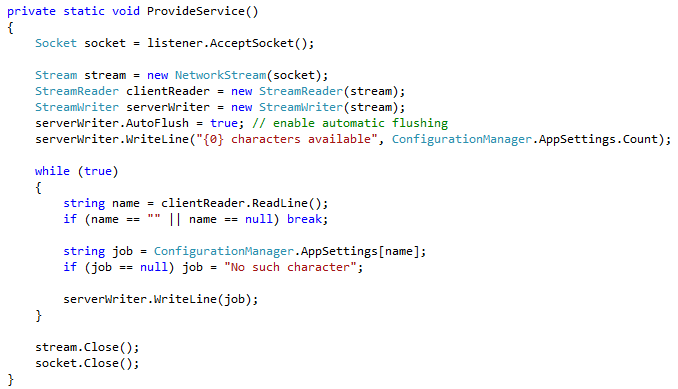 private static void ProvideService()
{
    Socket socket = listener.AcceptSocket();

    Stream stream = new NetworkStream(socket);
    StreamReader clientReader = new StreamReader(stream);
    StreamWriter serverWriter = new StreamWriter(stream);
    serverWriter.AutoFlush = true; // enable automatic flushing
    serverWriter.WriteLine("{0} characters available", ConfigurationManager.AppSettings.Count);

    while (true)
    {
        string name = clientReader.ReadLine();
        if (name == "" || name == null) break;

        string job = ConfigurationManager.AppSettings[name];
        if (job == null) job = "No such character";

        serverWriter.WriteLine(job);
    }

    stream.Close();
    socket.Close();
}